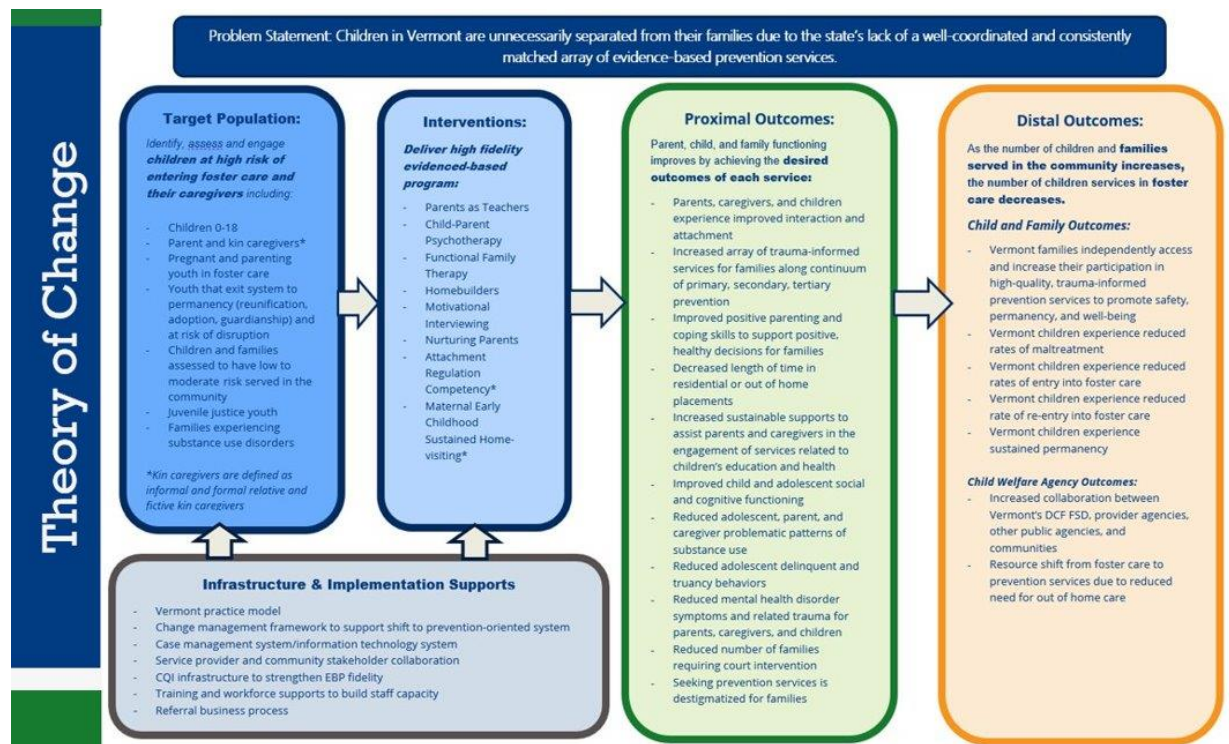 Theory of Change
Problem Statement: Children in Vermont are unnecessarily separated from their families due to the state's lack of a well-coordinated and consistently
matched array of evidence-based prevention services.
Target Population:
Identify, assess and engage
children at high risk of
entering foster care and
their caregivers including:
- Children 0-18
- Parent and kin caregivers*
- Pregnant and parenting
youth in foster care
- Youth that exit system to
permanency (reunification,
adoption, guardianship) and
at risk of disruption
- Children and families
assessed to have low to
moderate risk served in the
community
- Juvenile justice youth
- Families experiencing
substance use disorders
*Kin caregivers are defined as
informal and formal relative and
fictive kin caregivers
Interventions:
Deliver high fidelity
evidenced-based
program:
- Parents as Teachers
- Child-Parent
Psychotherapy
- Functional Family
Therapy
- Homebuilders
- Motivational
Interviewing
- Nurturing Parents
- Attachment
Regulation
Competency*
- Maternal Early
Childhood
Sustained Home-
visiting*
Infrastructure & Implementation Supports
- Vermont practice model
- Change management framework to support shift to prevention-oriented system
- Case management system/information technology system
- Service provider and community stakeholder collaboration
- CQI infrastructure to strengthen EBP fidelity
- Training and workforce supports to build staff capacity
- Referral business process
Proximal Outcomes:
Parent, child, and family functioning
improves by achieving the desired
outcomes of each service:
- Parents, caregivers, and children
experience improved interaction and
attachment
- Increased array of trauma-informed
services for families along continuum
of primary, secondary, tertiary
prevention
- Improved positive parenting and
coping skills to support positive,
healthy decisions for families
- Decreased length of time in
residential or out of home
placements
- Increased sustainable supports to
assist parents and caregivers in the
engagement of services related to
children's education and health
- Improved child and adolescent social
and cognitive functioning
- Reduced adolescent, parent, and
caregiver problematic patterns of
substance use
- Reduced adolescent delinquent and
truancy behaviors
- Reduced mental health disorder
symptoms and related trauma for
parents, caregivers, and children
- Reduced number of families
requiring court intervention
- Seeking prevention services is
destigmatized for families
Distal Outcomes:
As the number of children and families
served in the community increases,
the number of children services in foster
care decreases.
Child and Family Outcomes:
- Vermont families independently access
and increase their participation in
high-quality, trauma-informed
prevention services to promote safety,
permanency, and well-being
- Vermont children experience reduced
rates of maltreatment
- Vermont children experience reduced
rates of entry into foster care
- Vermont children experience reduced
rate of re-entry into foster care
- Vermont children experience
sustained permanency
Child Welfare Agency Outcomes:
- Increased collaboration between
Vermont's DCF FSD, provider agencies,
other public agencies, and
communities
- Resource shift from foster care to
prevention services due to reduced
need for out of home care